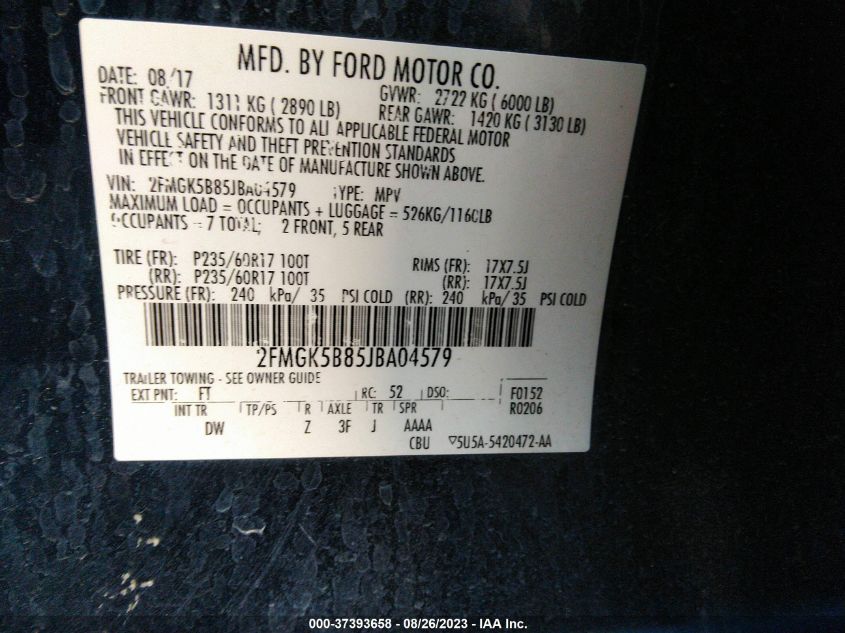 MFD. BY FORD MOTOR CO.
DATE: 08/17 GVWR: 2722 KG ( 6000 LB)
FRONT GAWR: 1311 KG ( 2890 LB) REAR GAWR: 1420 KG ( 3130 LB)
THIS VEHICLE CONFORMS TO ALL APPLICABLE FEDERAL MOTOR
VEHICLE SAFETY AND THEFT PREVENTION STANDARDS
IN EFFECT ON THE DATE OF MANUFACTURE SHOWN ABOVE.
VIN: 2FMGK5B85JBA04579 TYPE: MPV
MAXIMUM LOAD = OCCUPANTS + LUGGAGE = 526KG/1160LB
OCCUPANTS = 7 TOTAL; 2 FRONT, 5 REAR
TIRE (FR): P235/60R17 100T RIMS (FR): 17X7.5J
(RR): P235/60R17 100T (RR): 17X7.5J
PRESSURE (FR): 240 kPa/ 35 PSI COLD (RR): 240 kPa/ 35 PSI COLD
2FMGK5B85JBA04579
TRAILER TOWING - SEE OWNER GUIDE
EXT PNT: FT RC: 52 DSO: F0152
INT TR TP/PS R AXLE TR SPR R0206
DW Z 3F J AAAA
CBU ▽5U5A-5420472-AA
000-37393658 - 08/26/2023 - IAA Inc.